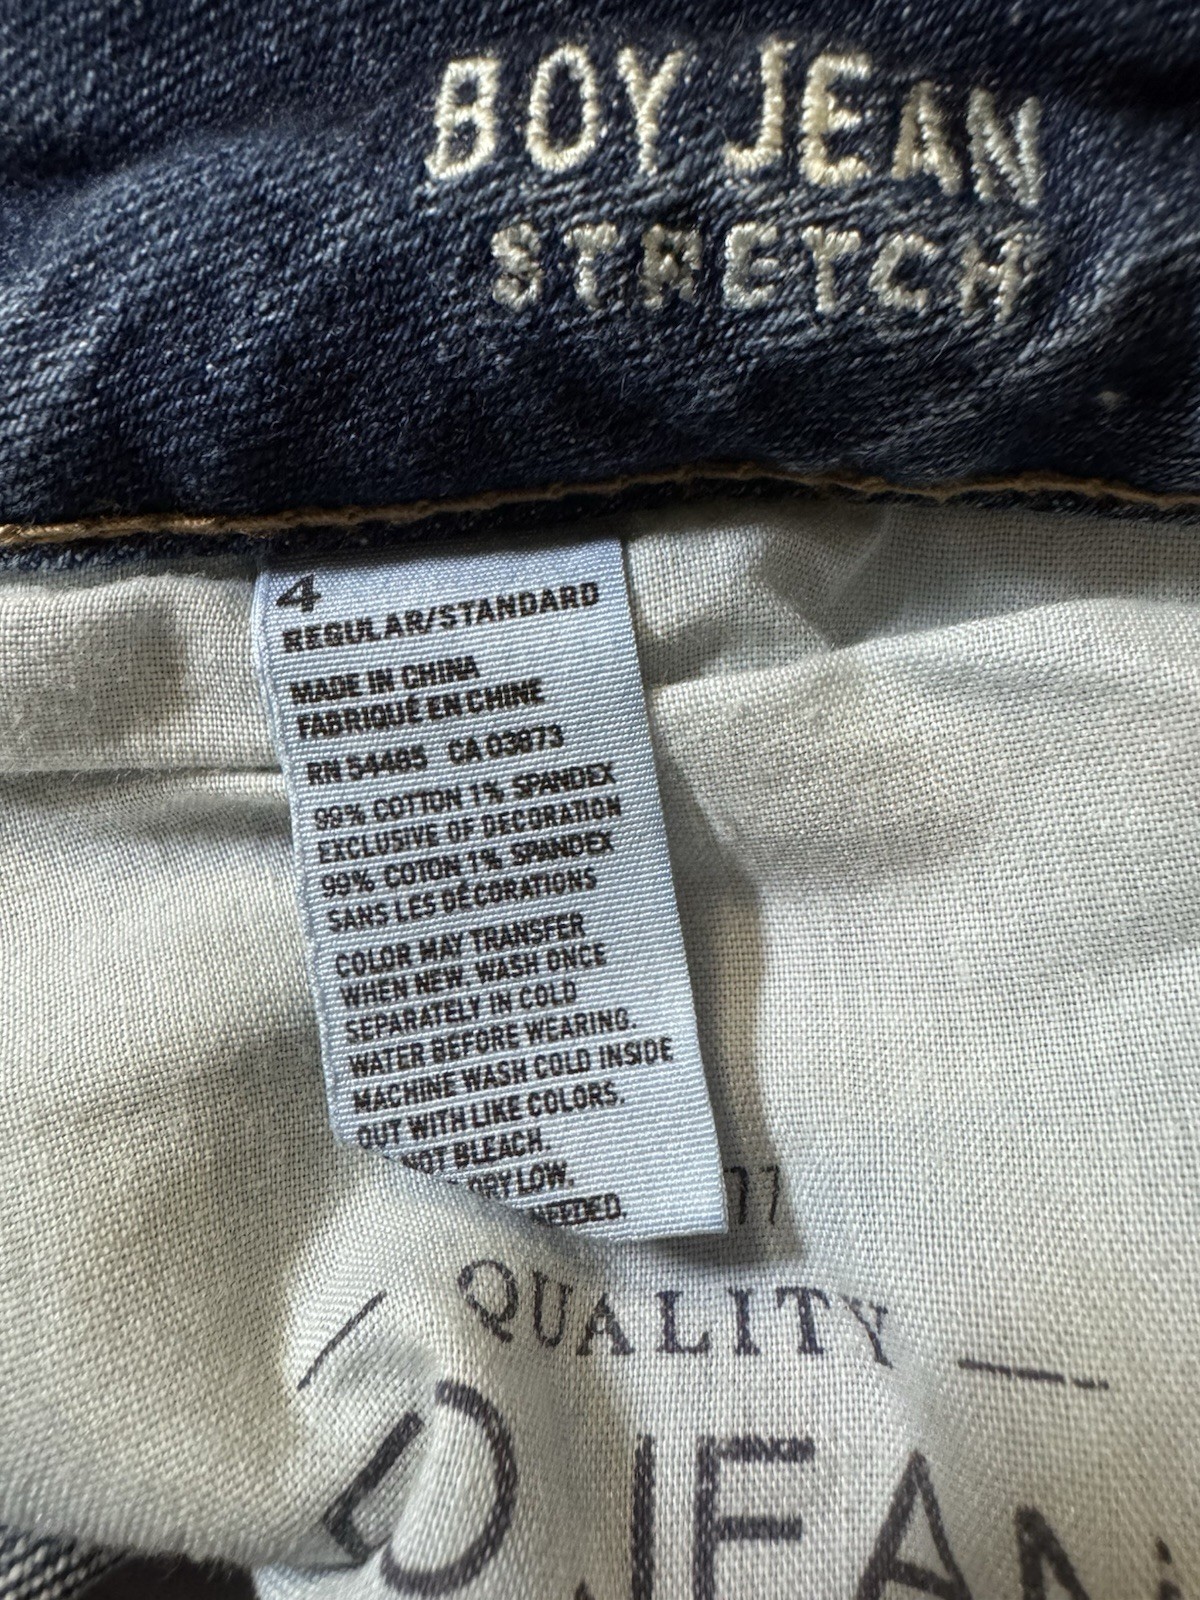 BOY JEAN
STRETCH
4
REGULAR/STANDARD
MADE IN CHINA
FABRIQUÉ EN CHINE
RN 54485 CA 03873
99% COTTON 1% SPANDEX
EXCLUSIVE OF DECORATION
99% COTON 1% SPANDEX
SANS LES DÉCORATIONS
COLOR MAY TRANSFER
WHEN NEW. WASH ONCE
SEPARATELY IN COLD
WATER BEFORE WEARING.
MACHINE WASH COLD INSIDE
OUT WITH LIKE COLORS.
NOT BLEACH.
DRY LOW.
NEEDED.
77
QUALITY